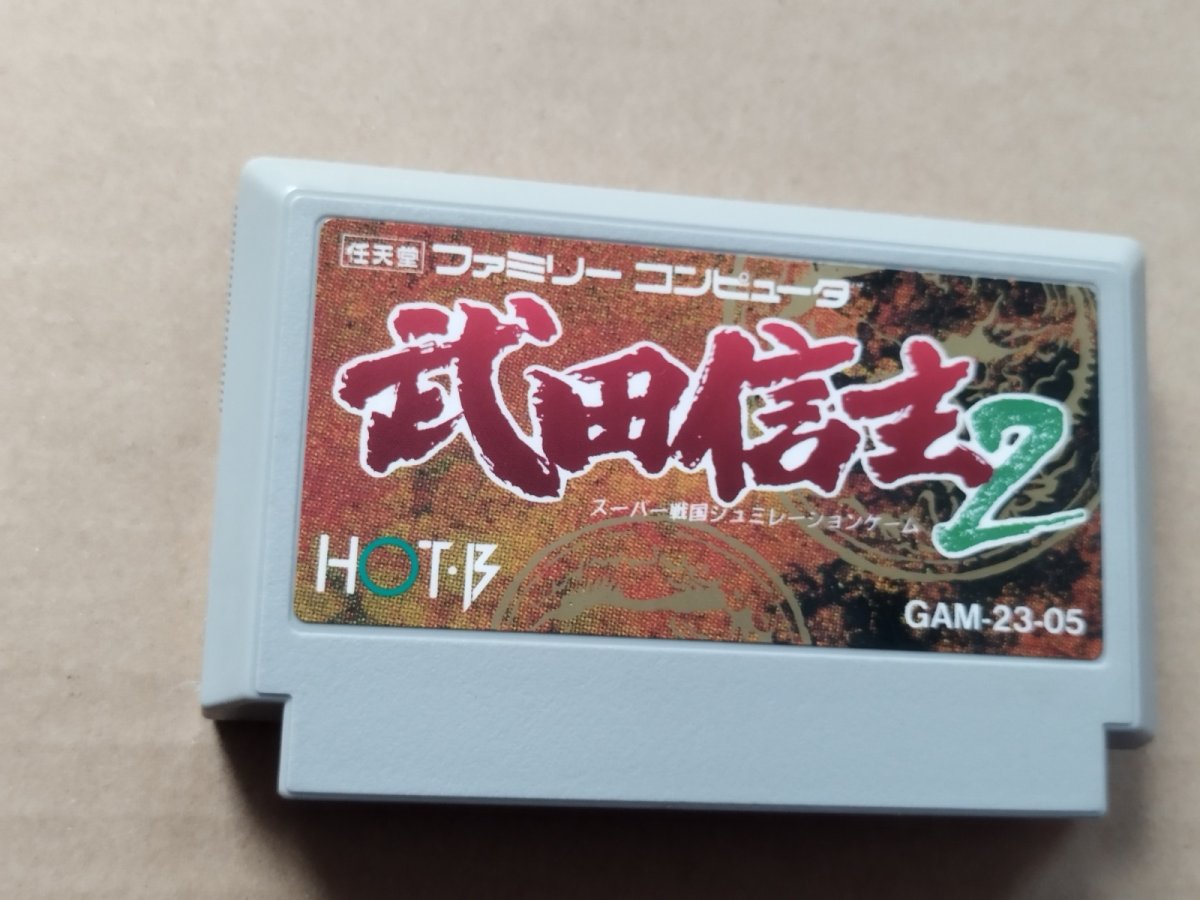 任天堂 ファミリー コンピュータ
武田信玄2
スーパー戦国シュミレーションゲーム
HOT・B
GAM-23-05